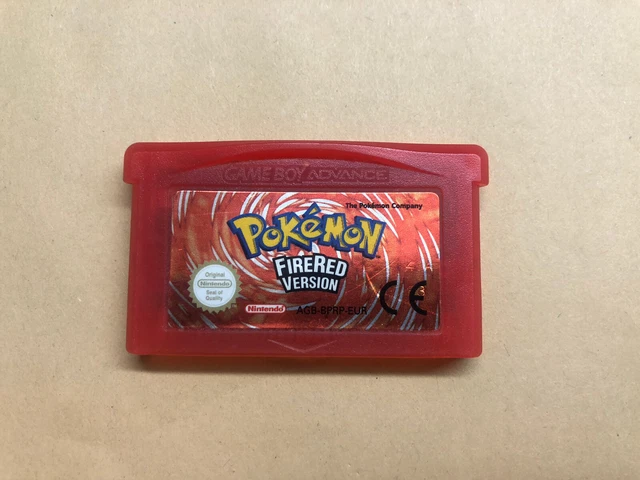 GAME BOY ADVANCE
The Pokémon Company
POKéMON
FIRERED
VERSION
Original
Nintendo
Seal of
Quality
Nintendo
AGB-BPRP-EUR
CE